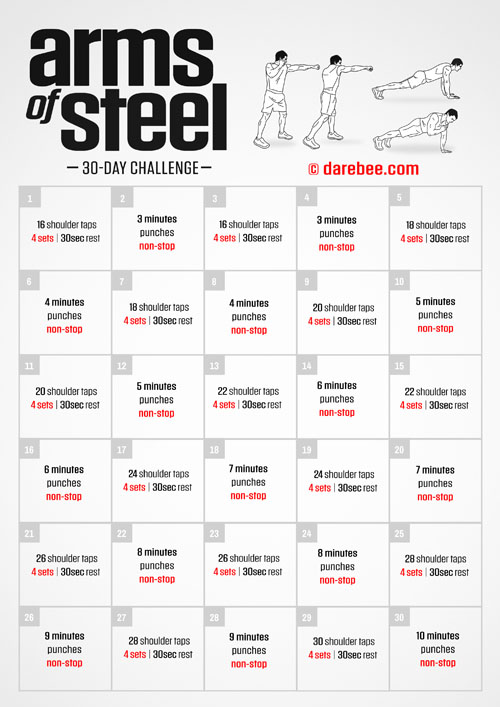 arms
of steel
– 30-DAY CHALLENGE –
© darebee.com
1
16 shoulder taps
4 sets | 30sec rest
2
3 minutes
punches
non-stop
3
16 shoulder taps
4 sets | 30sec rest
4
3 minutes
punches
non-stop
5
18 shoulder taps
4 sets | 30sec rest
6
4 minutes
punches
non-stop
7
18 shoulder taps
4 sets | 30sec rest
8
4 minutes
punches
non-stop
9
20 shoulder taps
4 sets | 30sec rest
10
5 minutes
punches
non-stop
11
20 shoulder taps
4 sets | 30sec rest
12
5 minutes
punches
non-stop
13
22 shoulder taps
4 sets | 30sec rest
14
6 minutes
punches
non-stop
15
22 shoulder taps
4 sets | 30sec rest
16
6 minutes
punches
non-stop
17
24 shoulder taps
4 sets | 30sec rest
18
7 minutes
punches
non-stop
19
24 shoulder taps
4 sets | 30sec rest
20
7 minutes
punches
non-stop
21
26 shoulder taps
4 sets | 30sec rest
22
8 minutes
punches
non-stop
23
26 shoulder taps
4 sets | 30sec rest
24
8 minutes
punches
non-stop
25
28 shoulder taps
4 sets | 30sec rest
26
9 minutes
punches
non-stop
27
28 shoulder taps
4 sets | 30sec rest
28
9 minutes
punches
non-stop
29
30 shoulder taps
4 sets | 30sec rest
30
10 minutes
punches
non-stop